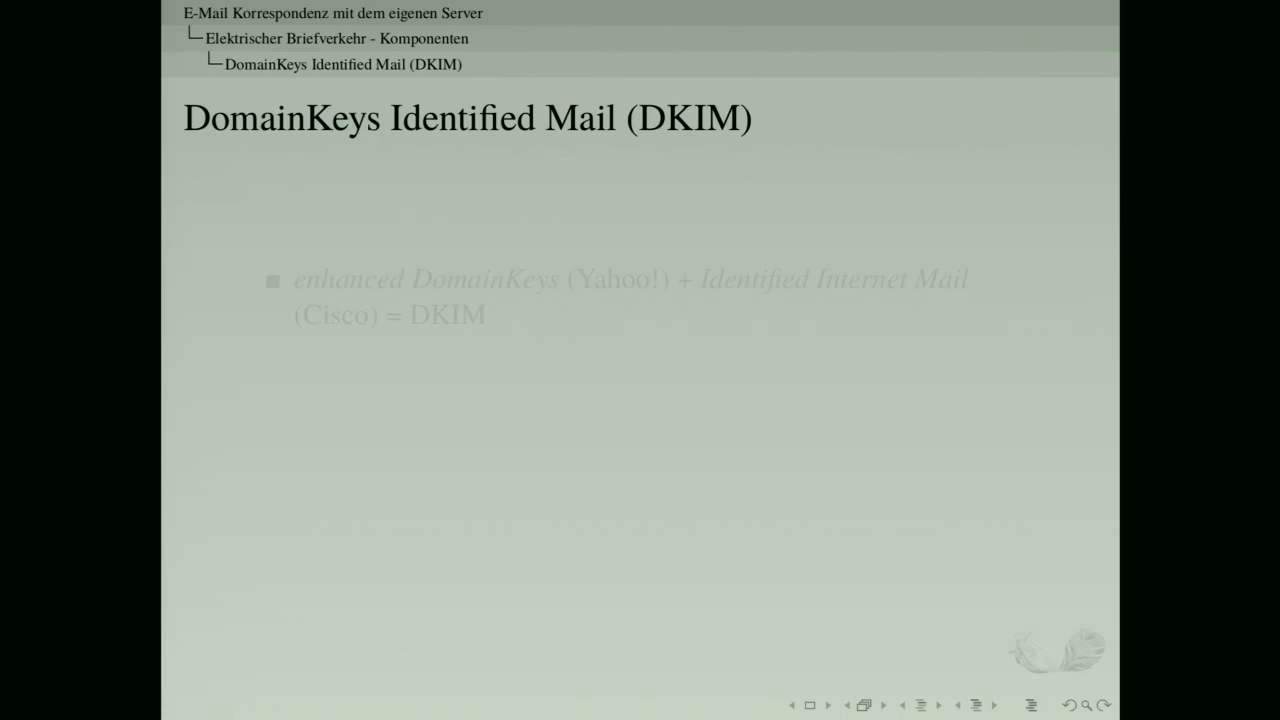 E-Mail Korrespondenz mit dem eigenen Server
Elektrischer Briefverkehr - Komponenten
DomainKeys Identified Mail (DKIM)
DomainKeys Identified Mail (DKIM)
enhanced DomainKeys (Yahoo!) + Identified Internet Mail
(Cisco) = DKIM